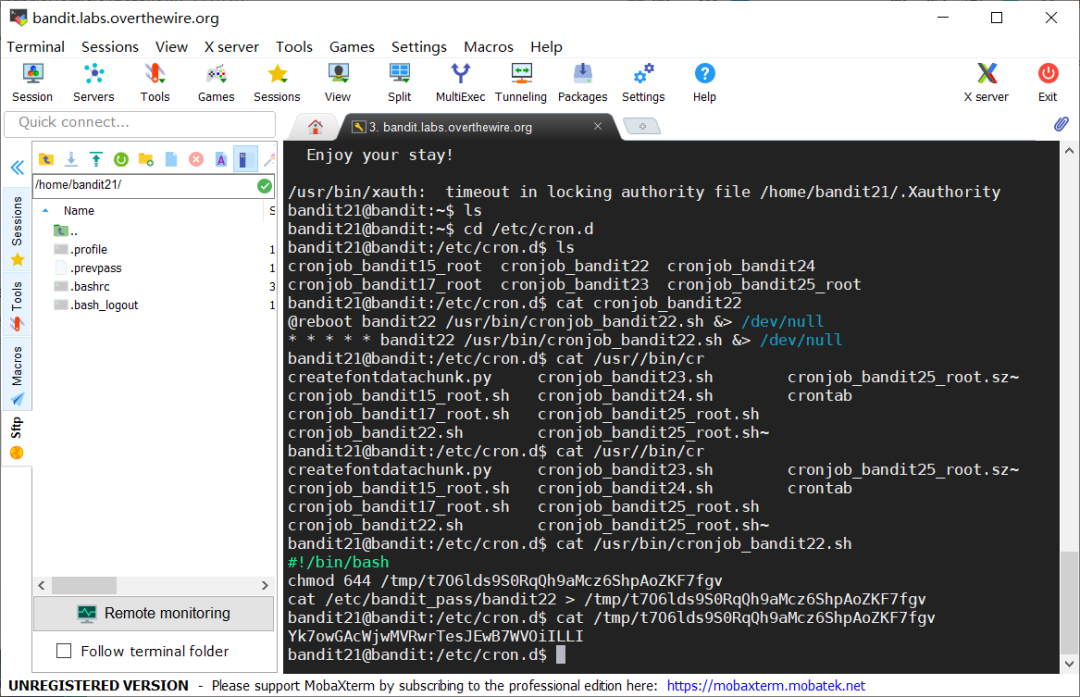 bandit.labs.overthewire.org
Terminal Sessions View X server Tools Games Settings Macros Help
Session Servers Tools Games Sessions View Split MultiExec Tunneling Packages Settings Help X server Exit
Quick connect...
3. bandit.labs.overthewire.org
/home/bandit21/
Name S
..
.profile 1
.prevpass 1
.bashrc 3
.bash_logout 1
Sessions
Tools
Macros
Sftp
Remote monitoring
Follow terminal folder
Enjoy your stay!
/usr/bin/xauth:  timeout in locking authority file /home/bandit21/.Xauthority
bandit21@bandit:~$ ls
bandit21@bandit:~$ cd /etc/cron.d
bandit21@bandit:/etc/cron.d$ ls
cronjob_bandit15_root  cronjob_bandit22  cronjob_bandit24
cronjob_bandit17_root  cronjob_bandit23  cronjob_bandit25_root
bandit21@bandit:/etc/cron.d$ cat cronjob_bandit22
@reboot bandit22 /usr/bin/cronjob_bandit22.sh &> /dev/null
* * * * * bandit22 /usr/bin/cronjob_bandit22.sh &> /dev/null
bandit21@bandit:/etc/cron.d$ cat /usr//bin/cr
createfontdatachunk.py     cronjob_bandit23.sh        cronjob_bandit25_root.sz~
cronjob_bandit15_root.sh   cronjob_bandit24.sh        crontab
cronjob_bandit17_root.sh   cronjob_bandit25_root.sh
cronjob_bandit22.sh        cronjob_bandit25_root.sh~
bandit21@bandit:/etc/cron.d$ cat /usr//bin/cr
createfontdatachunk.py     cronjob_bandit23.sh        cronjob_bandit25_root.sz~
cronjob_bandit15_root.sh   cronjob_bandit24.sh        crontab
cronjob_bandit17_root.sh   cronjob_bandit25_root.sh
cronjob_bandit22.sh        cronjob_bandit25_root.sh~
bandit21@bandit:/etc/cron.d$ cat /usr/bin/cronjob_bandit22.sh
#!/bin/bash
chmod 644 /tmp/t7O6lds9S0RqQh9aMcz6ShpAoZKF7fgv
cat /etc/bandit_pass/bandit22 > /tmp/t7O6lds9S0RqQh9aMcz6ShpAoZKF7fgv
bandit21@bandit:/etc/cron.d$ cat /tmp/t7O6lds9S0RqQh9aMcz6ShpAoZKF7fgv
Yk7owGAcWjwMVRwrTesJEwB7WVOiILLI
bandit21@bandit:/etc/cron.d$
UNREGISTERED VERSION - Please support MobaXterm by subscribing to the professional edition here: https://mobaxterm.mobatek.net